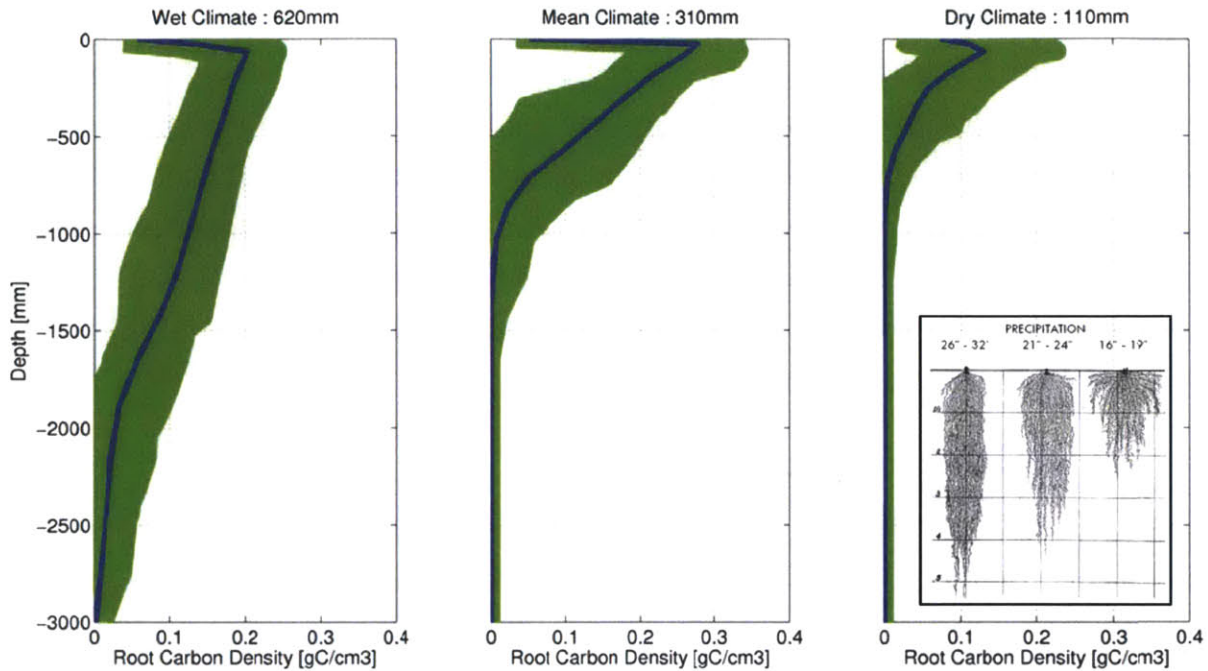 Wet Climate : 620mm
Mean Climate : 310mm
Dry Climate : 110mm
0
−500
−1000
−1500
−2000
−2500
−3000
Depth [mm]
0 0.1 0.2 0.3 0.4
0 0.1 0.2 0.3 0.4
0 0.1 0.2 0.3 0.4
Root Carbon Density [gC/cm3]
Root Carbon Density [gC/cm3]
Root Carbon Density [gC/cm3]
PRECIPITATION
26" - 32" 21" - 24" 16" - 19"
4
5